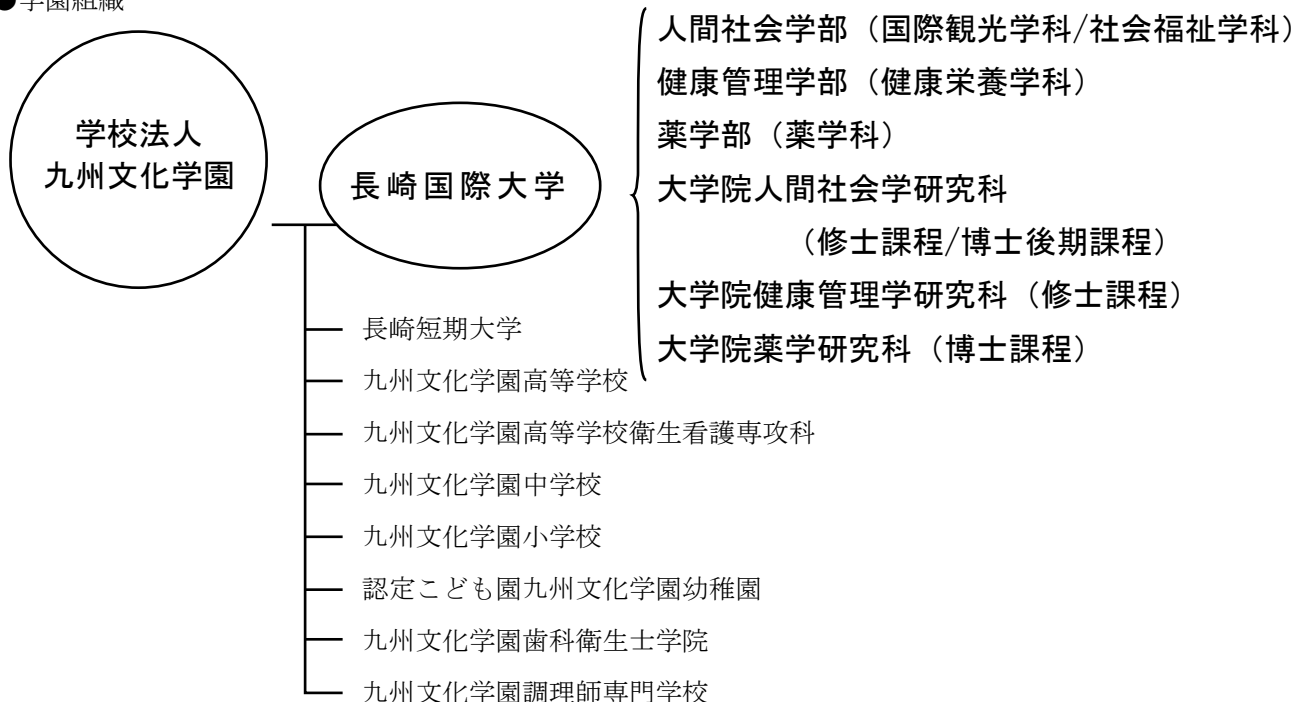 ●学園組織
学校法人
九州文化学園
長崎国際大学
人間社会学部（国際観光学科/社会福祉学科）
健康管理学部（健康栄養学科）
薬学部（薬学科）
大学院人間社会学研究科
（修士課程/博士後期課程）
大学院健康管理学研究科（修士課程）
大学院薬学研究科（博士課程）
長崎短期大学
九州文化学園高等学校
九州文化学園高等学校衛生看護専攻科
九州文化学園中学校
九州文化学園小学校
認定こども園九州文化学園幼稚園
九州文化学園歯科衛生士学院
九州文化学園調理師専門学校